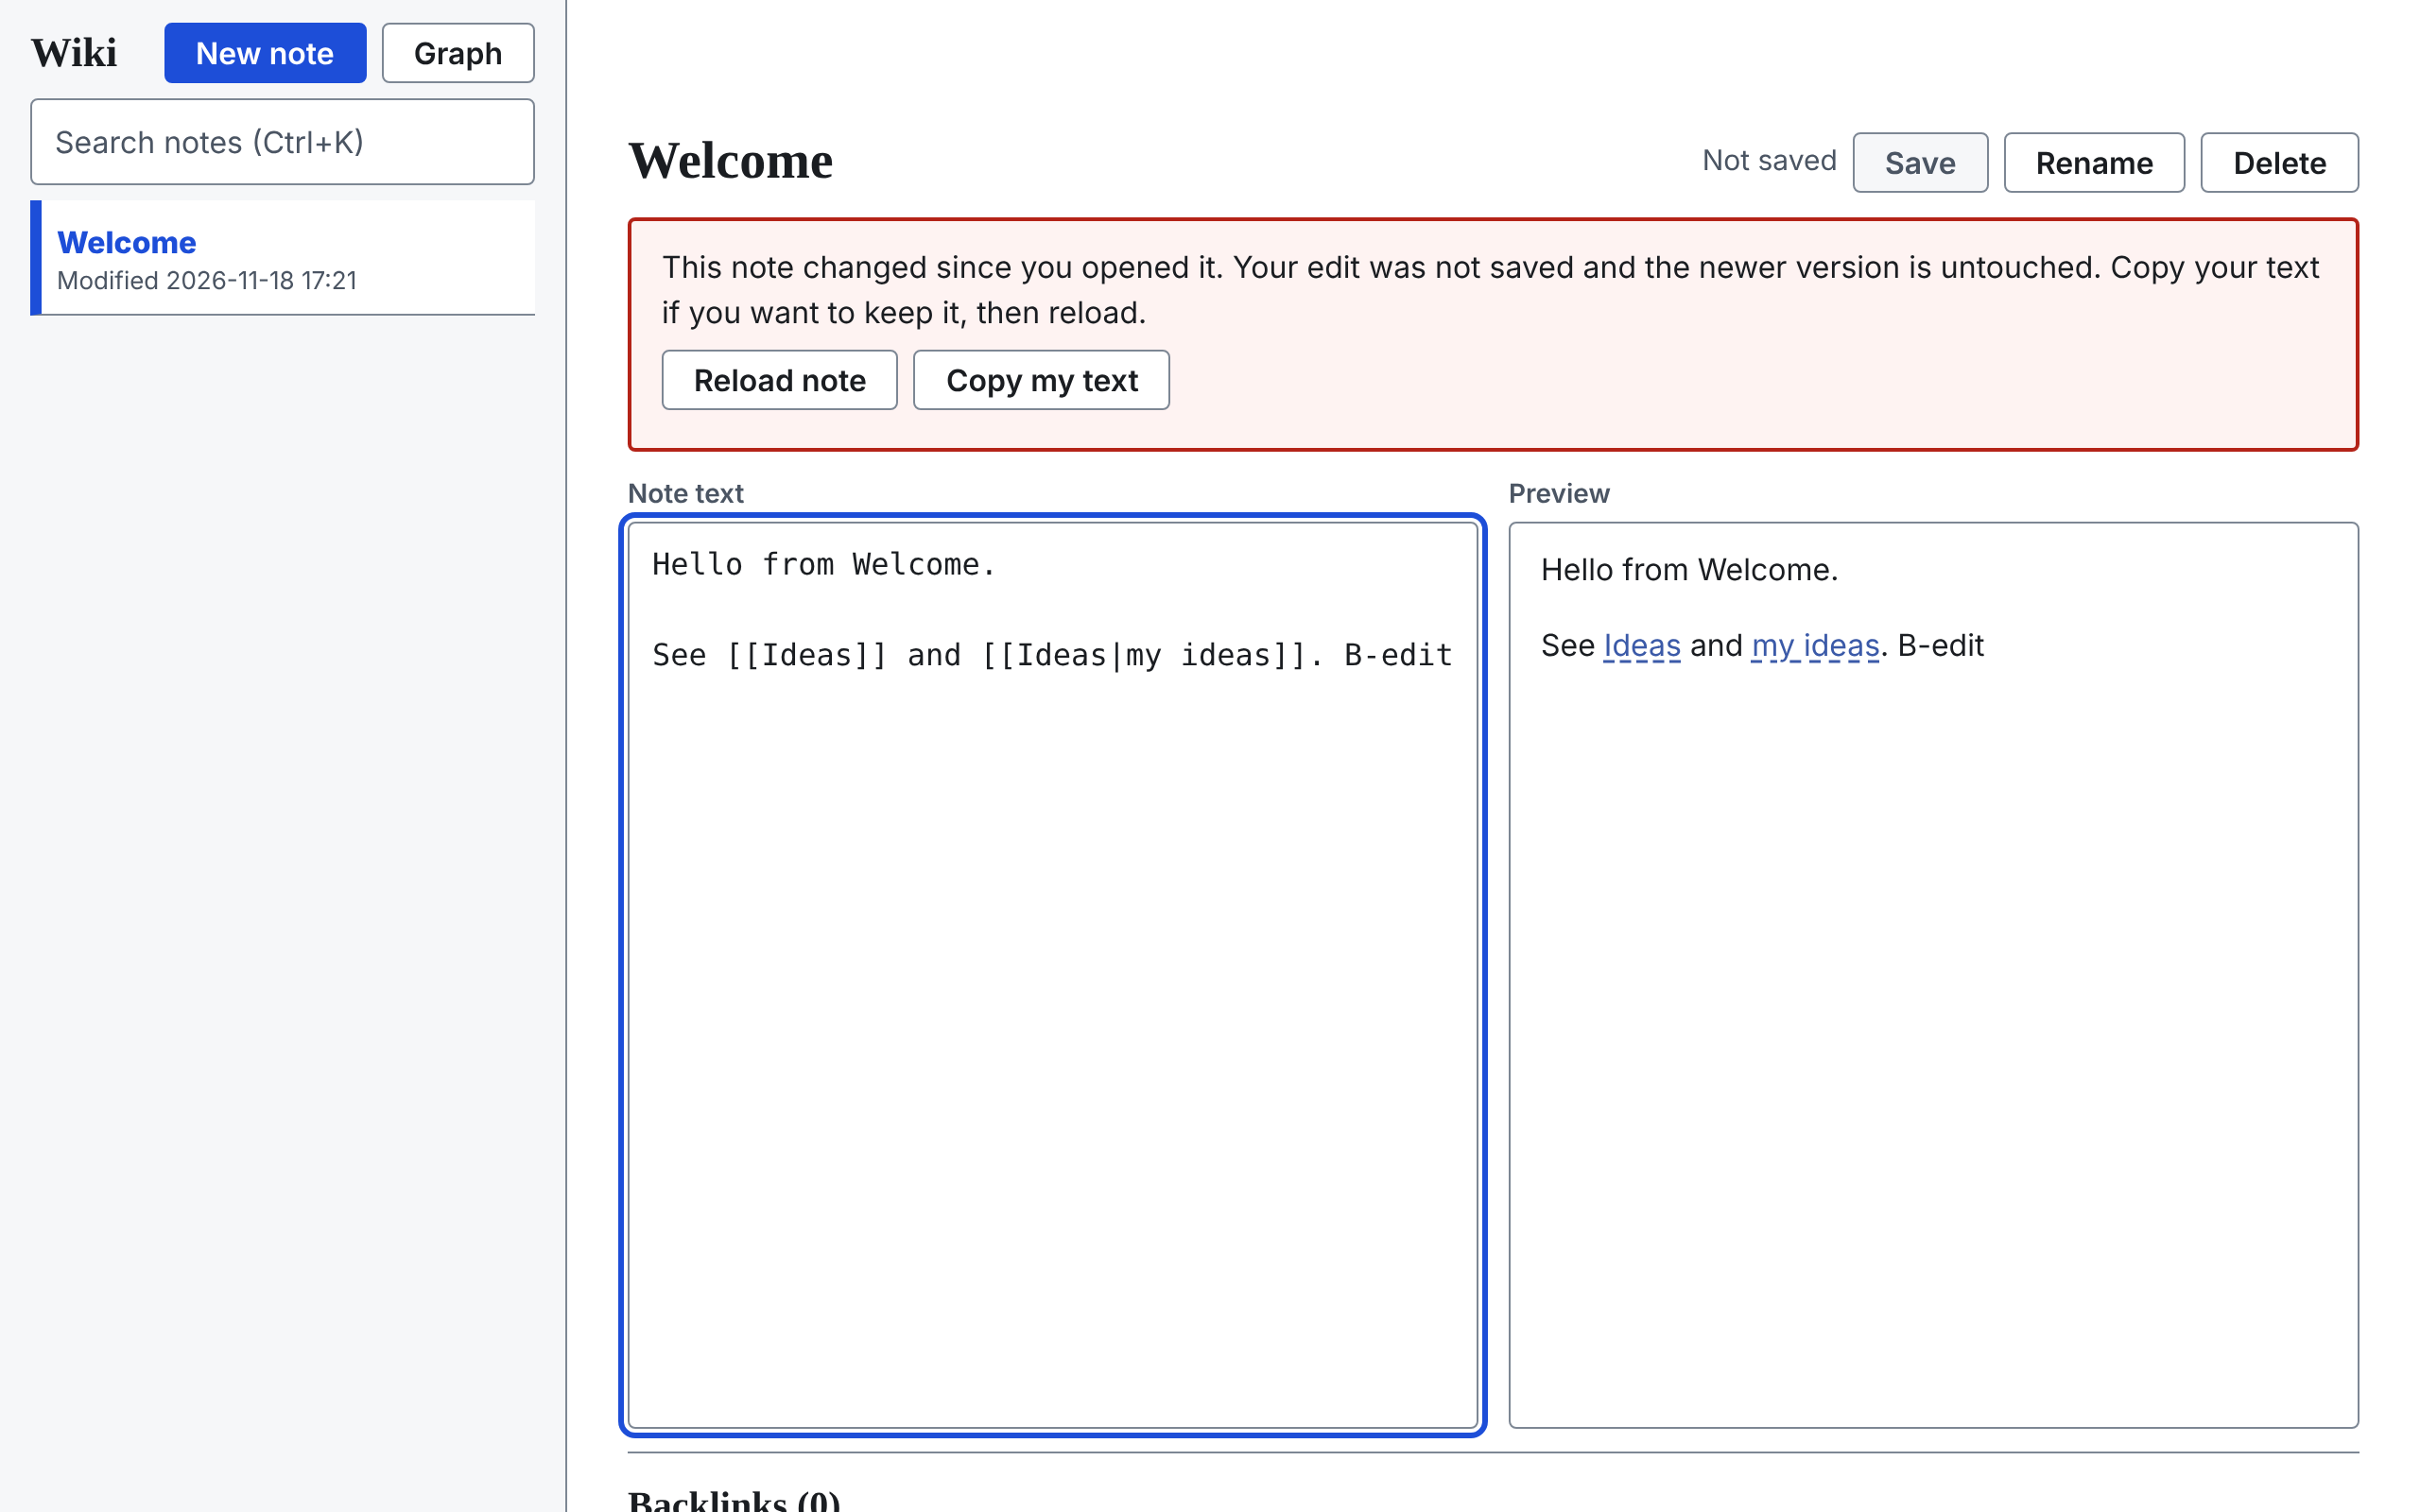 Wiki
New note
Graph
Search notes (Ctrl+K)
Welcome
Modified 2026-11-18 17:21
Welcome
Not saved
Save
Rename
Delete
This note changed since you opened it. Your edit was not saved and the newer version is untouched. Copy your text
if you want to keep it, then reload.
Reload note
Copy my text
Note text
Hello from Welcome.
See [[Ideas]] and [[Ideas|my ideas]]. B-edit
Preview
Hello from Welcome.
See Ideas and my ideas. B-edit
Backlinks (0)